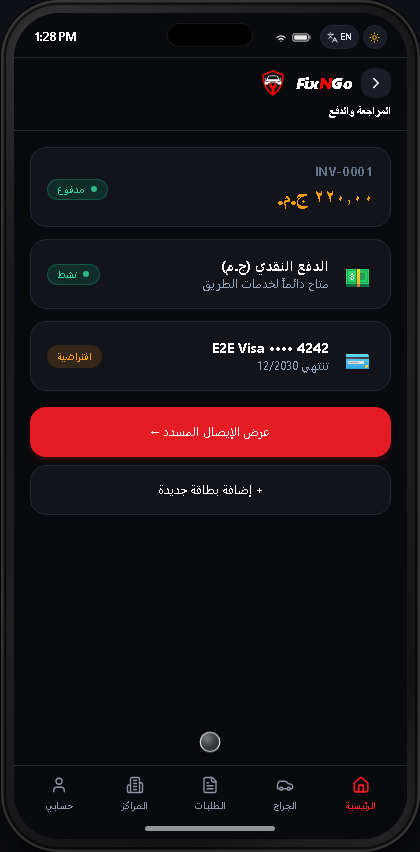 1:28 PM
EN
FixNGo
المراجعة والدفع
INV-0001
٢٢٠,٠٠ ج.م.
مدفوع
الدفع النقدي (ج.م)
متاح دائماً لخدمات الطريق
نشط
E2E Visa •••• 4242
تنتهي 12/2030
افتراضية
عرض الإيصال المسدد ←
+ إضافة بطاقة جديدة
الرئيسية
الجراج
الطلبات
المراكز
حسابي